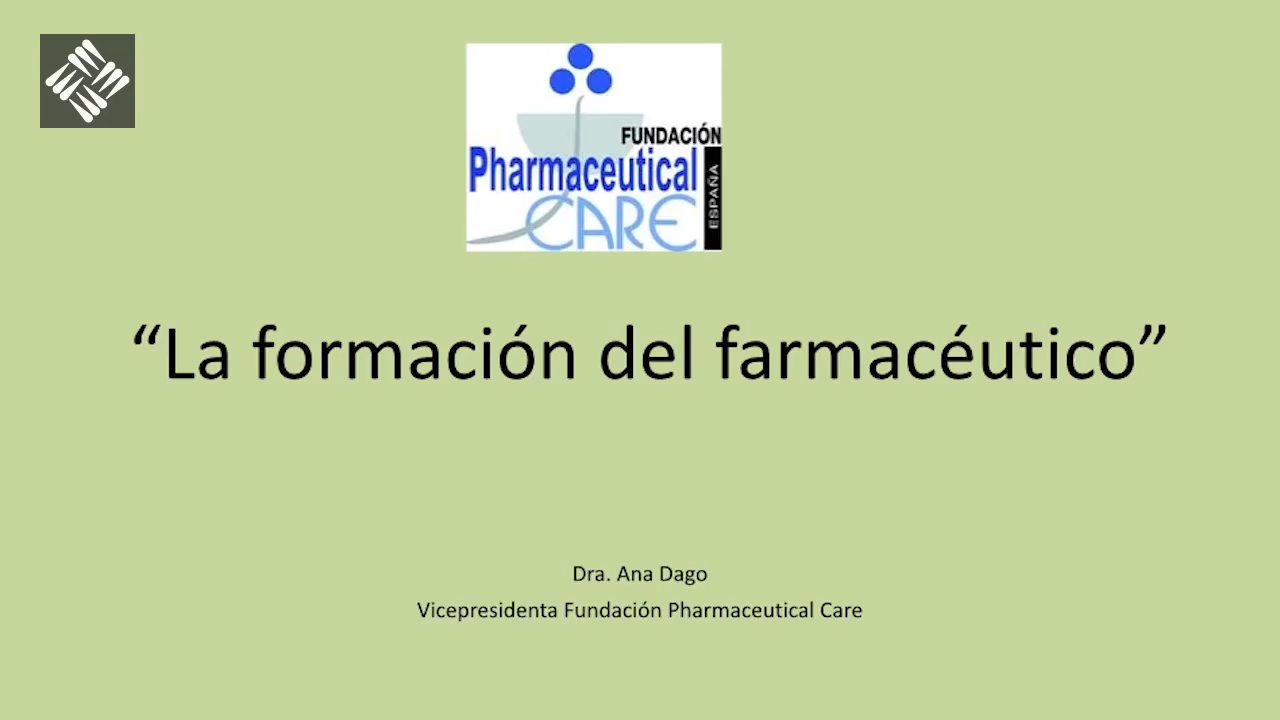 FUNDACIÓN
Pharmaceutical
CARE
ESPAÑA
“La formación del farmacéutico”
Dra. Ana Dago
Vicepresidenta Fundación Pharmaceutical Care